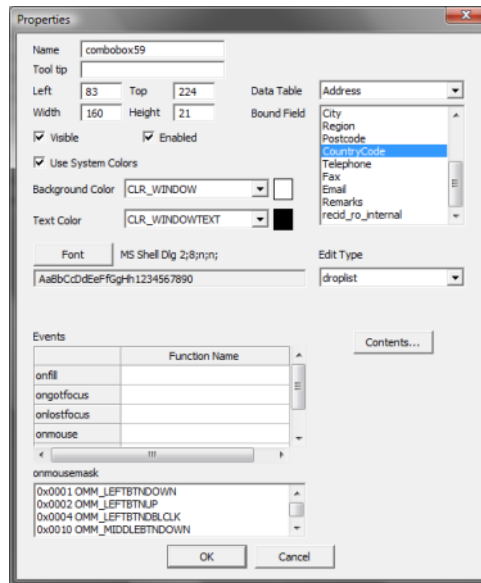 Properties
Name combobox59
Tool tip
Left 83 Top 224 Data Table Address
Width 160 Height 21 Bound Field City
Region
Postcode
CountryCode
Telephone
Fax
Email
Remarks
recid_ro_internal
Visible Enabled
Use System Colors
Background Color CLR_WINDOW
Text Color CLR_WINDOWTEXT
Font MS Shell Dlg 2;8;n;n; Edit Type
AaBbCcDdEeFfGgHh1234567890 droplist
Events Contents...
Function Name
onfill
ongotfocus
onlostfocus
onmouse
onmousemask
0x0001 OMM_LEFTBTNDOWN
0x0002 OMM_LEFTBTNUP
0x0004 OMM_LEFTBTNDBLCLK
0x0010 OMM_MIDDLEBTNDOWN
OK Cancel